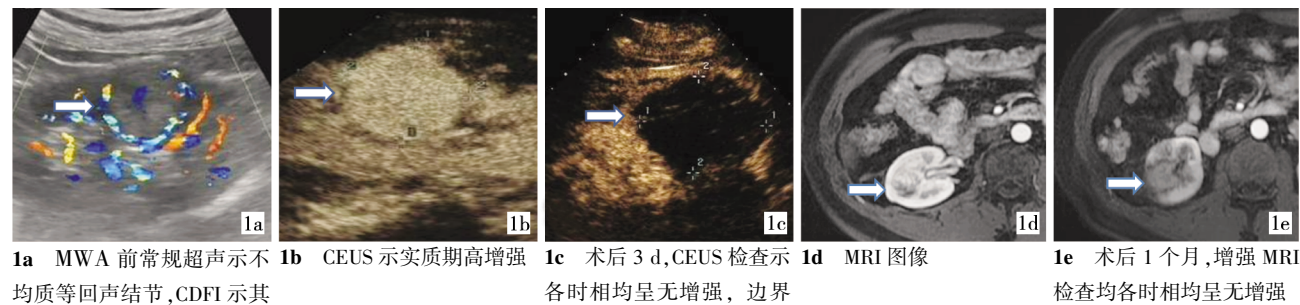 1a
1b
1c
1d
1e
1a MWA 前常规超声示不
均质等回声结节,CDFI 示其
1b CEUS 示实质期高增强
1c 术后 3 d,CEUS 检查示
各时相均呈无增强，边界
1d MRI 图像
1e 术后 1 个月,增强 MRI
检查均各时相均呈无增强